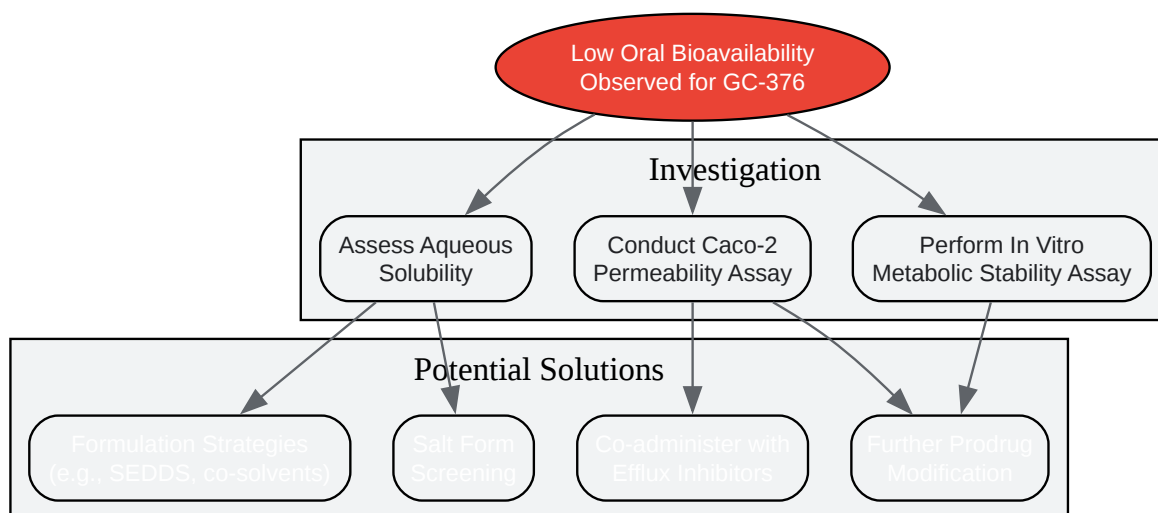 Low Oral Bioavailability
Observed for GC-376
Investigation
Assess Aqueous
Solubility
Conduct Caco-2
Permeability Assay
Perform In Vitro
Metabolic Stability Assay
Potential Solutions
Formulation Strategies
(e.g., SEDDS, co-solvents)
Salt Form
Screening
Co-administer with
Efflux Inhibitors
Further Prodrug
Modification